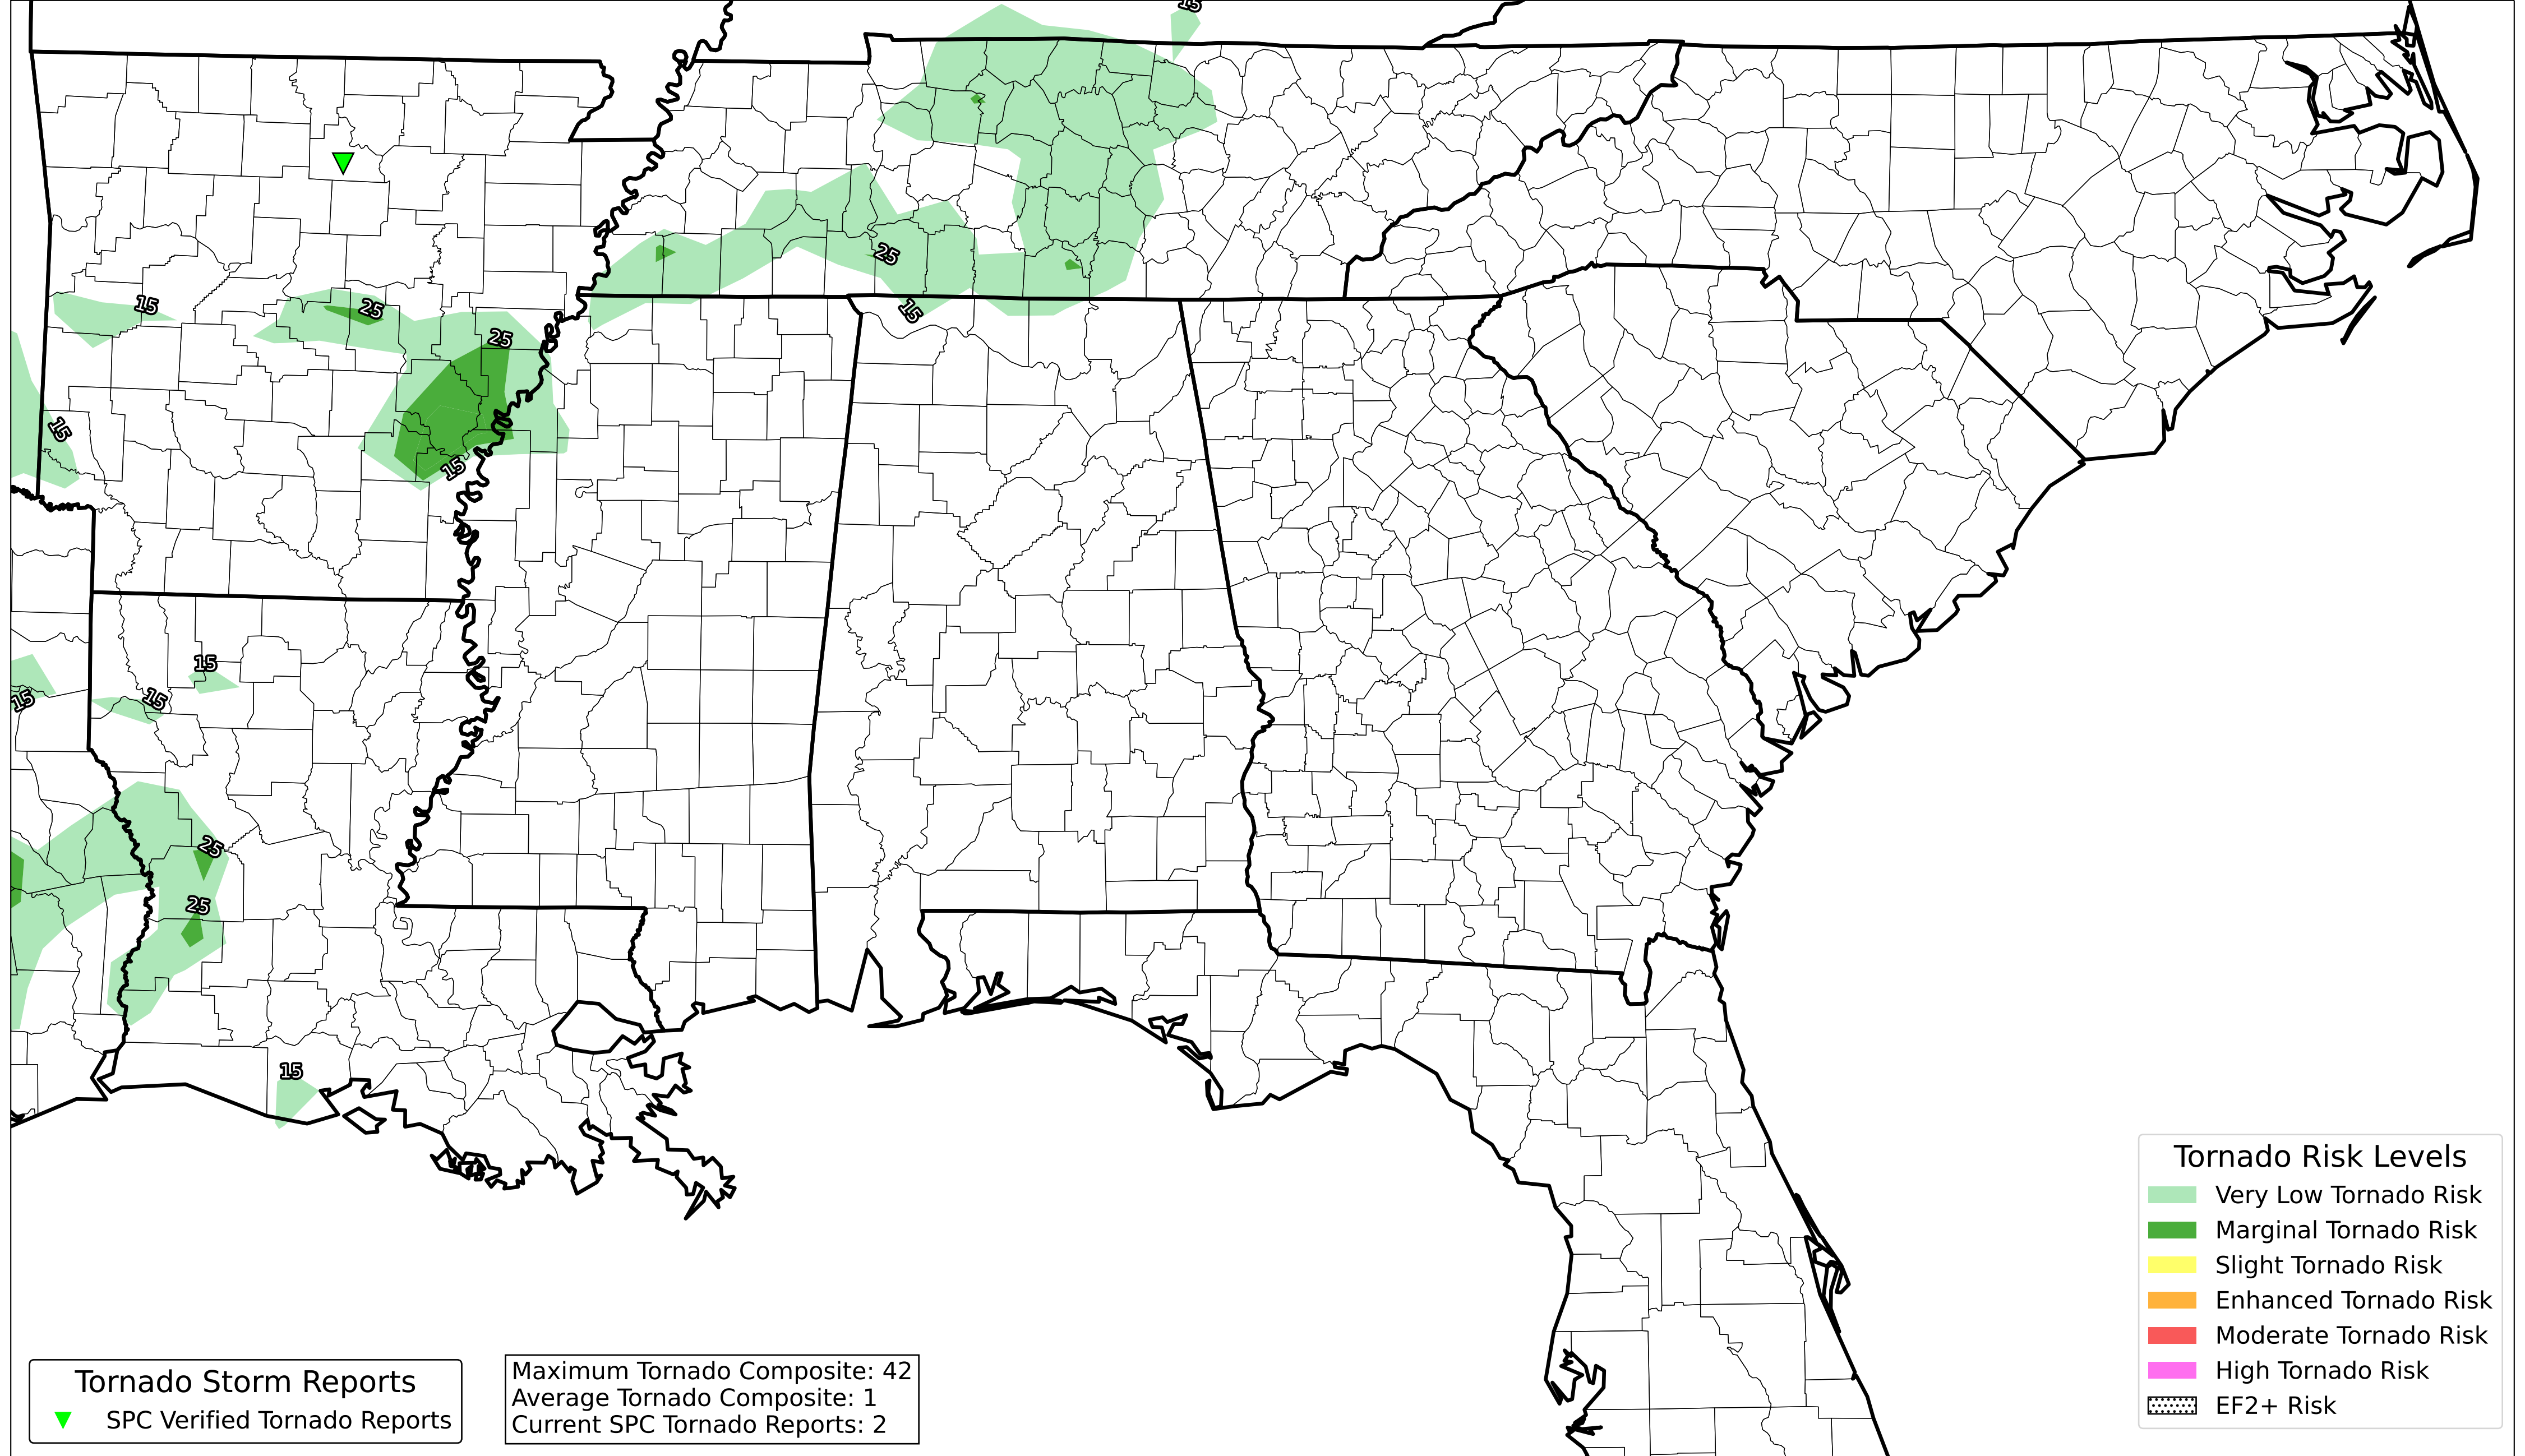 15
25
15
15
25
25
15
15
15
15
15
25
25
15
Tornado Risk Levels
Very Low Tornado Risk
Marginal Tornado Risk
Slight Tornado Risk
Enhanced Tornado Risk
Moderate Tornado Risk
High Tornado Risk
EF2+ Risk
Tornado Storm Reports
SPC Verified Tornado Reports
Maximum Tornado Composite: 42
Average Tornado Composite: 1
Current SPC Tornado Reports: 2